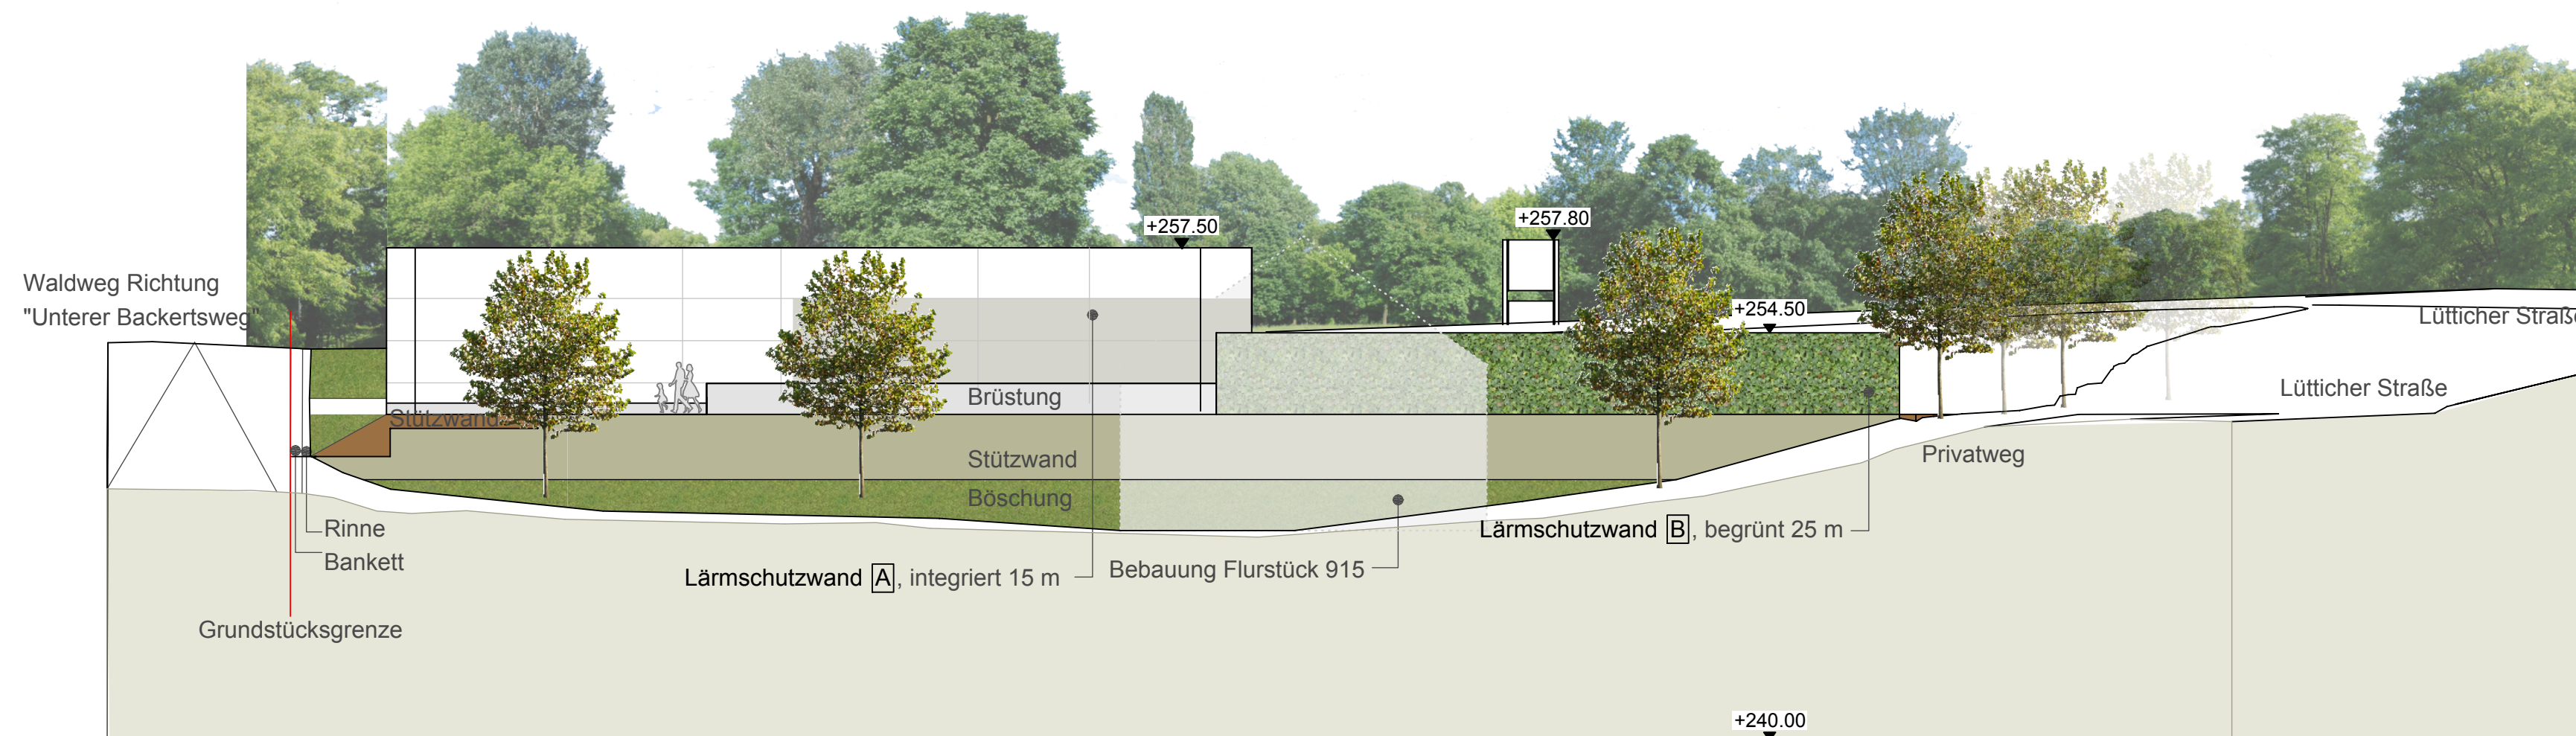 +257.50
+257.80
Waldweg Richtung
"Unterer Backertsweg"
+254.50
Lütticher Straße
Lütticher Straße
Brüstung
Stützwand
Stützwand
Privatweg
Böschung
Rinne
Bankett
Lärmschutzwand B, begrünt 25 m
Lärmschutzwand A, integriert 15 m
Bebauung Flurstück 915
Grundstücksgrenze
+240.00